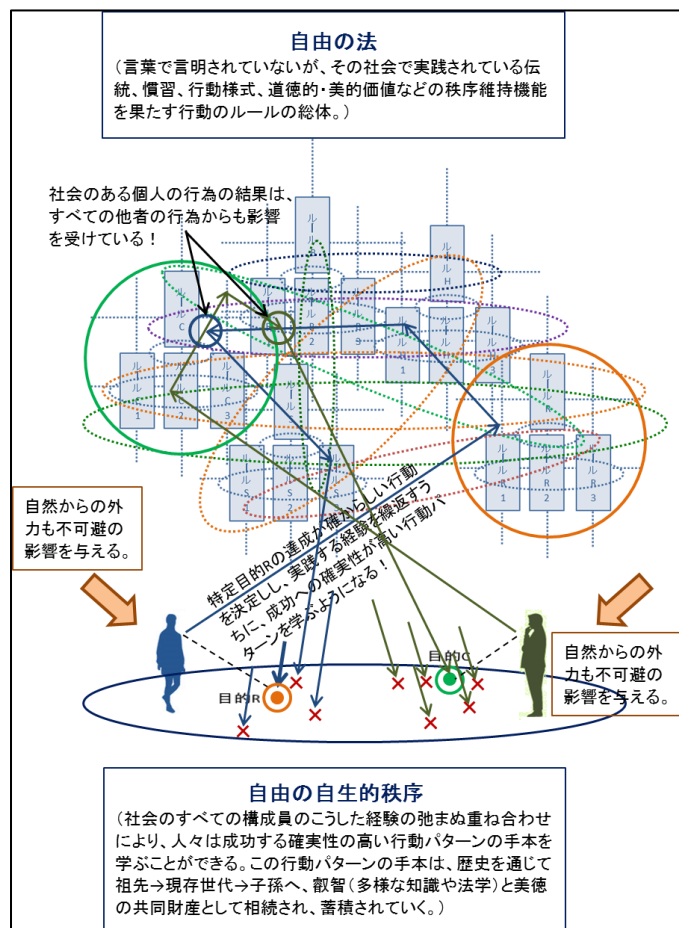 自由の法
(言葉で言明されていないが、その社会で実践されている伝
統、慣習、行動様式、道徳的・美的価値などの秩序維持機能
を果たす行動のルールの総体。)
社会のある個人の行為の結果は、
すべての他者の行為からも影響
を受けている!
ルールH
自然からの外
力も不可避の
影響を与える。
特定目的Rの達成が確からしい行動
を決定しし、実践する経験を繰返すう
ちに、成功への確実性が高い行動パ
ターンを学ぶようになる!
自然からの外
力も不可避の
影響を与える。
目的R
目的C
自由の自生的秩序
(社会のすべての構成員のこうした経験の弛まぬ重ね合わせ
により、人々は成功する確実性の高い行動パターンの手本を
学ぶことができる。この行動パターンの手本は、歴史を通じて
祖先→現存世代→子孫へ、叡智(多様な知識や法学)と美徳
の共同財産として相続され、蓄積されていく。)